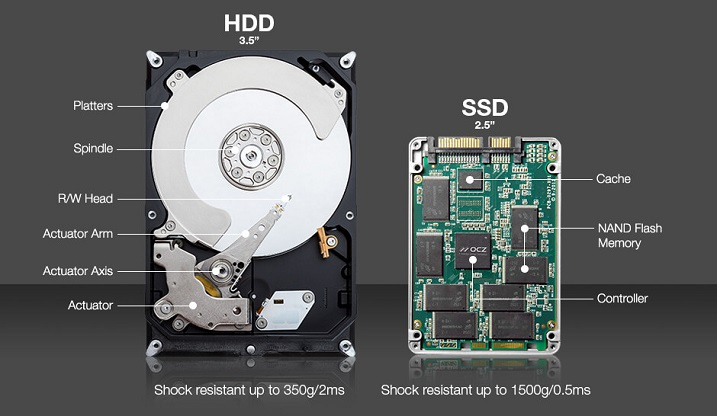 HDD
3.5”
SSD
2.5”
Platters
Spindle
R/W Head
Actuator Arm
Actuator Axis
Actuator
Cache
NAND Flash
Memory
Controller
OCZ
Shock resistant up to 350g/2ms
Shock resistant up to 1500g/0.5ms